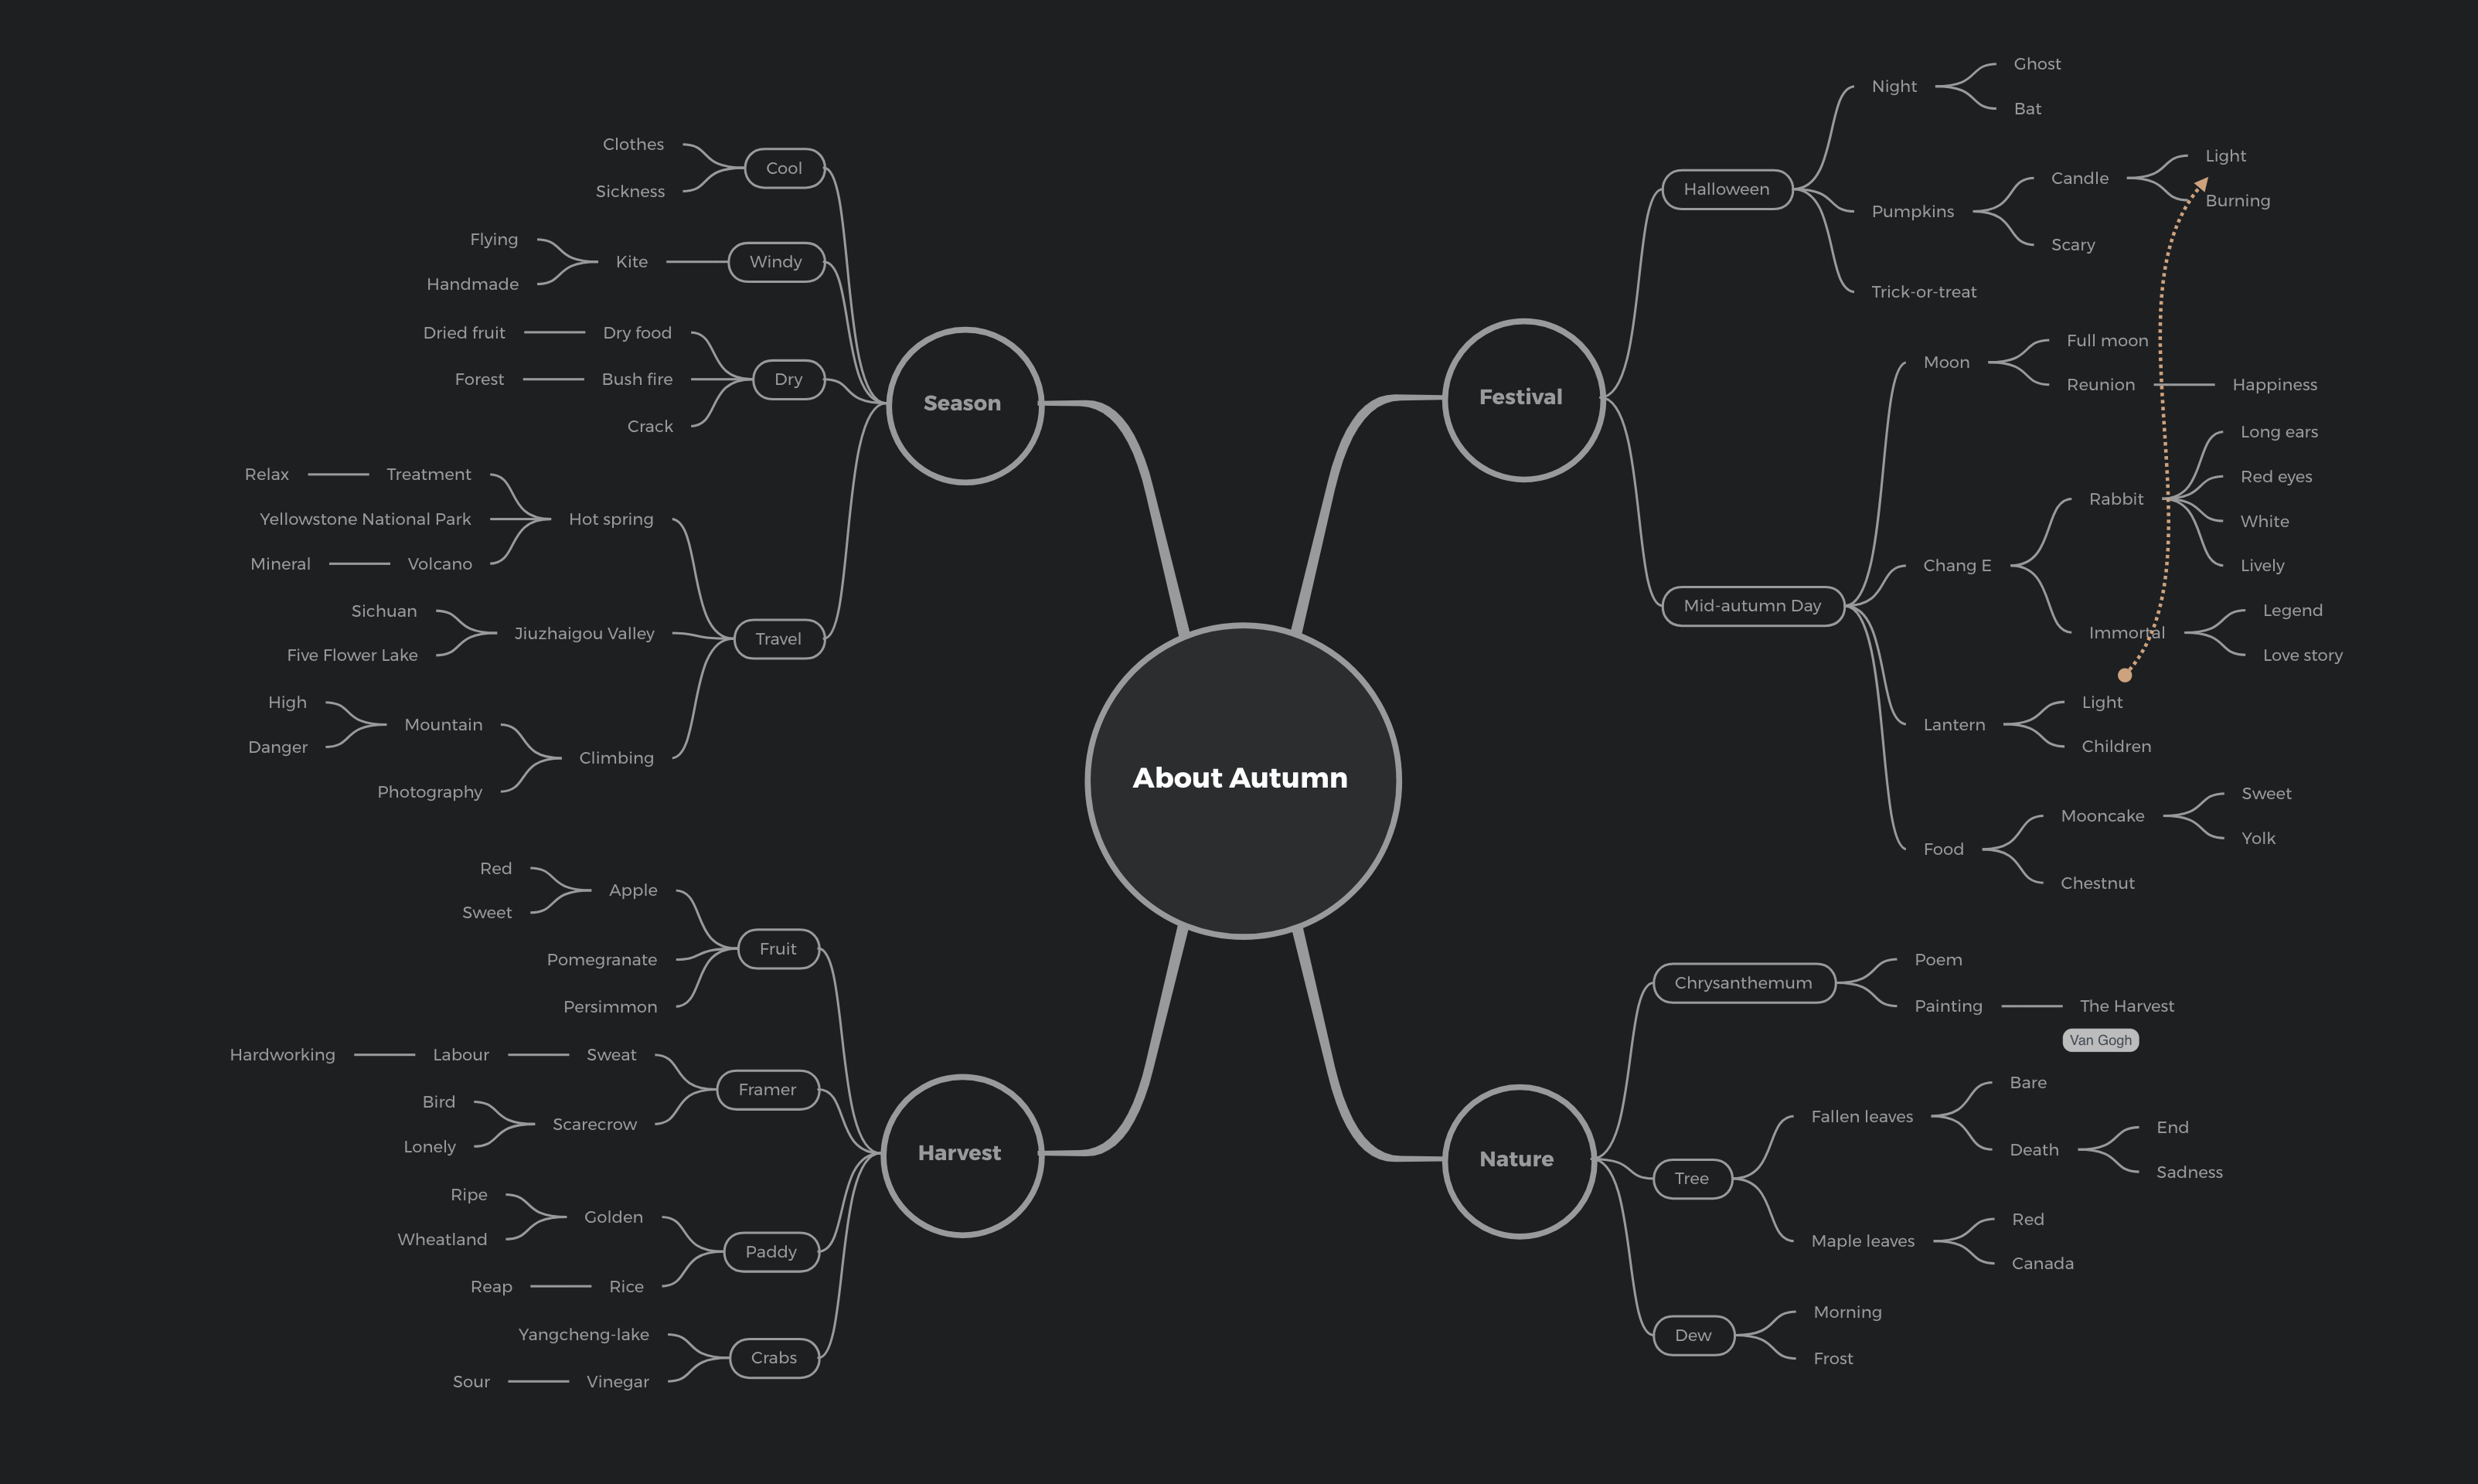 About Autumn
Season
Cool
Clothes
Sickness
Windy
Kite
Flying
Handmade
Dry
Dry food
Dried fruit
Bush fire
Forest
Crack
Travel
Hot spring
Treatment
Relax
Yellowstone National Park
Volcano
Mineral
Jiuzhaigou Valley
Sichuan
Five Flower Lake
Climbing
Mountain
High
Danger
Photography
Harvest
Fruit
Apple
Red
Sweet
Pomegranate
Persimmon
Framer
Sweat
Labour
Hardworking
Scarecrow
Bird
Lonely
Paddy
Golden
Ripe
Wheatland
Rice
Reap
Crabs
Yangcheng-lake
Vinegar
Sour
Festival
Halloween
Night
Ghost
Bat
Pumpkins
Candle
Light
Burning
Scary
Trick-or-treat
Mid-autumn Day
Moon
Full moon
Reunion
Happiness
Chang E
Rabbit
Long ears
Red eyes
White
Lively
Immortal
Legend
Love story
Lantern
Light
Children
Food
Mooncake
Sweet
Yolk
Chestnut
Nature
Chrysanthemum
Poem
Painting
The Harvest
Van Gogh
Tree
Fallen leaves
Bare
Death
End
Sadness
Maple leaves
Red
Canada
Dew
Morning
Frost